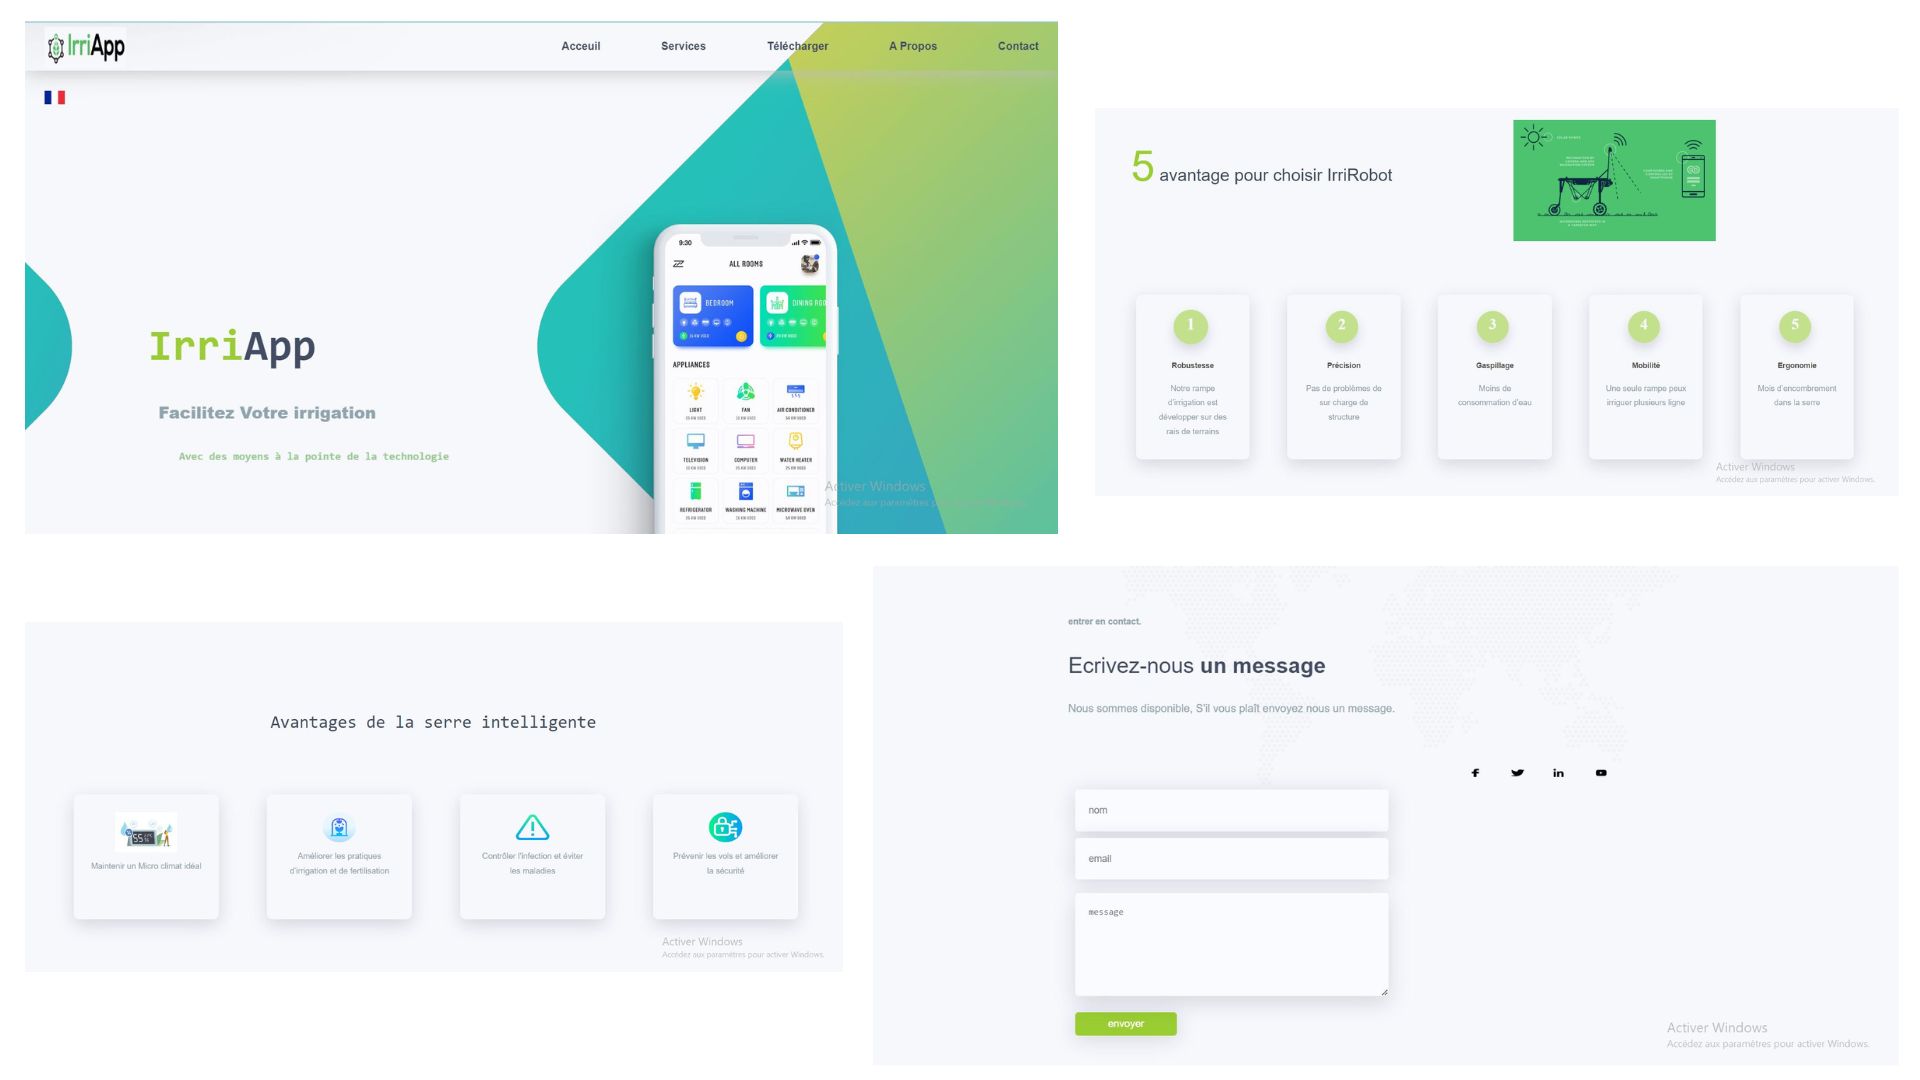 IrriApp
Acceuil
Services
Télécharger
A Propos
Contact
IrriApp
Facilitez Votre irrigation
Avec des moyens à la pointe de la technologie
9:30
ALL ROOMS
BEDROOM
DINING ROO
APPLIANCES
LIGHT
FAN
AIR CONDITIONER
TELEVISION
COMPUTER
WATER HEATER
REFRIGERATOR
WASHING MACHINE
MICROWAVE OVEN
Activer Windows
Accédez aux paramètres
5 avantage pour choisir IrriRobot
SOLAR POWER
1
Robustesse
Notre rampe
d'irrigation est
développer sur des
rais de terrains
2
Précision
Pas de problèmes de
sur charge de
structure
3
Gaspillage
Moins de
consommation d'eau
4
Mobilité
Une seule rampe peux
irriguer plusieurs ligne
5
Ergonomie
Mois d'encombrement
dans la serre
Activer Windows
Accédez aux paramètres pour activer Windows.
Avantages de la serre intelligente
55
Maintenir un Micro climat idéal
Améliorer les pratiques
d'irrigation et de fertilisation
Contrôler l'infection et éviter
les maladies
Prévenir les vols et améliorer
la sécurité
Activer Windows
Accédez aux paramètres pour activer Windows.
entrer en contact.
Ecrivez-nous un message
Nous sommes disponible, S'il vous plaît envoyez nous un message.
nom
email
message
envoyer
Activer Windows
Accédez aux paramètres pour activer Windows.